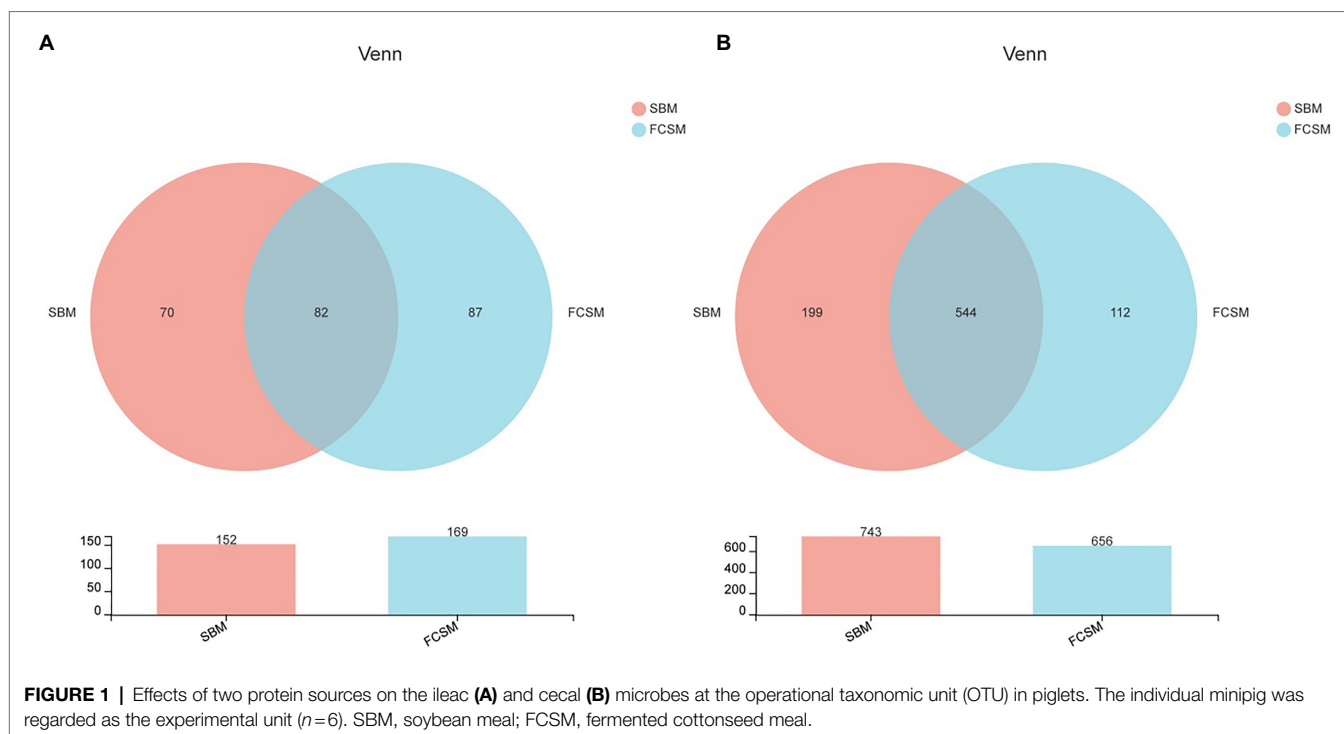 A
Venn
SBM
FCSM
SBM
70
82
87
FCSM
150
100
50
0
152
169
SBM
FCSM
B
Venn
SBM
FCSM
SBM
199
544
112
FCSM
600
400
200
0
743
656
SBM
FCSM
FIGURE 1 | Effects of two protein sources on the ileac (A) and cecal (B) microbes at the operational taxonomic unit (OTU) in piglets. The individual minipig was
regarded as the experimental unit (n = 6). SBM, soybean meal; FCSM, fermented cottonseed meal.